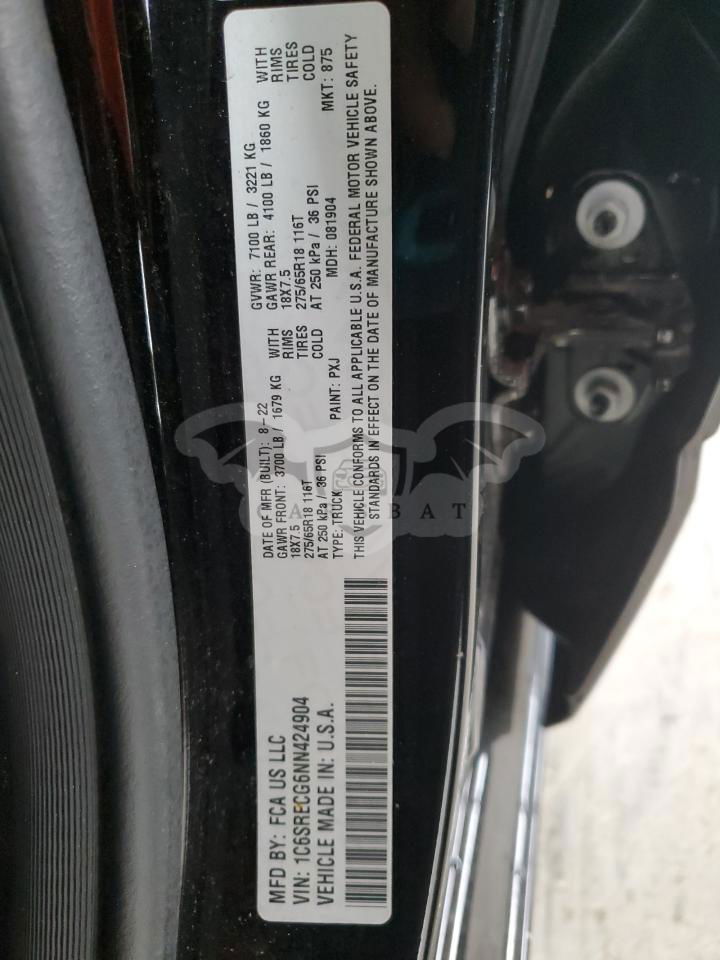 MFD BY: FCA US LLC
DATE OF MFR (BUILT): 8-22
GVWR: 7100 LB / 3221 KG
GAWR FRONT: 3700 LB / 1679 KG WITH
GAWR REAR: 4100 LB / 1860 KG WITH
18X7.5 RIMS
18X7.5 RIMS
275/65R18 116T TIRES
275/65R18 116T TIRES
AT 250 kPa / 36 PSI COLD
AT 250 kPa / 36 PSI COLD
VIN: 1C6SRECG6NN424904
TYPE: TRUCK
PAINT: PXJ
MDH: 081904
MKT: 875
VEHICLE MADE IN: U.S.A.
THIS VEHICLE CONFORMS TO ALL APPLICABLE U.S.A. FEDERAL MOTOR VEHICLE SAFETY
STANDARDS IN EFFECT ON THE DATE OF MANUFACTURE SHOWN ABOVE.